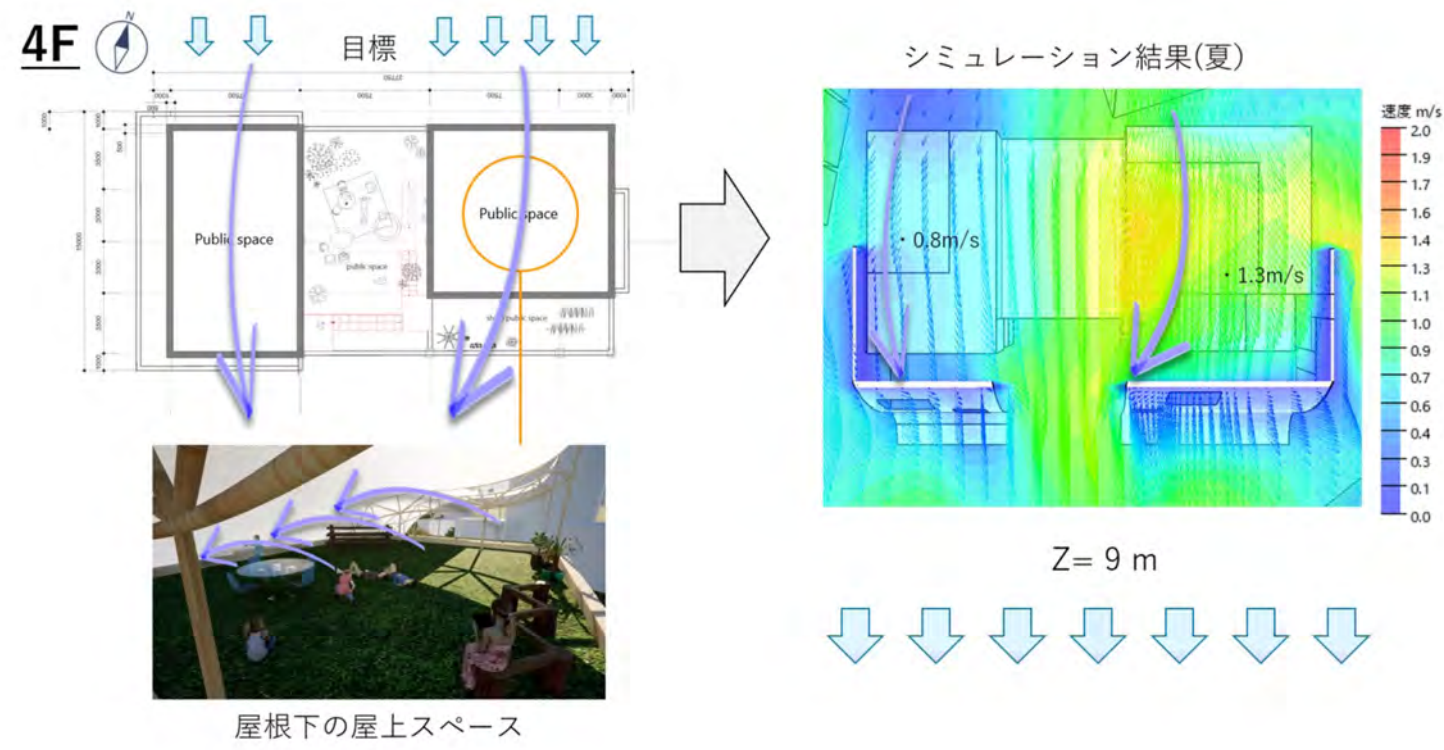 4F
N
目標
シミュレーション結果(夏)
Public space
Public space
public space
速度 m/s
2.0
1.9
1.7
1.6
1.4
1.3
1.1
1.0
0.9
0.7
0.6
0.4
0.3
0.1
0.0
・0.8m/s
・1.3m/s
Z= 9 m
屋根下の屋上スペース